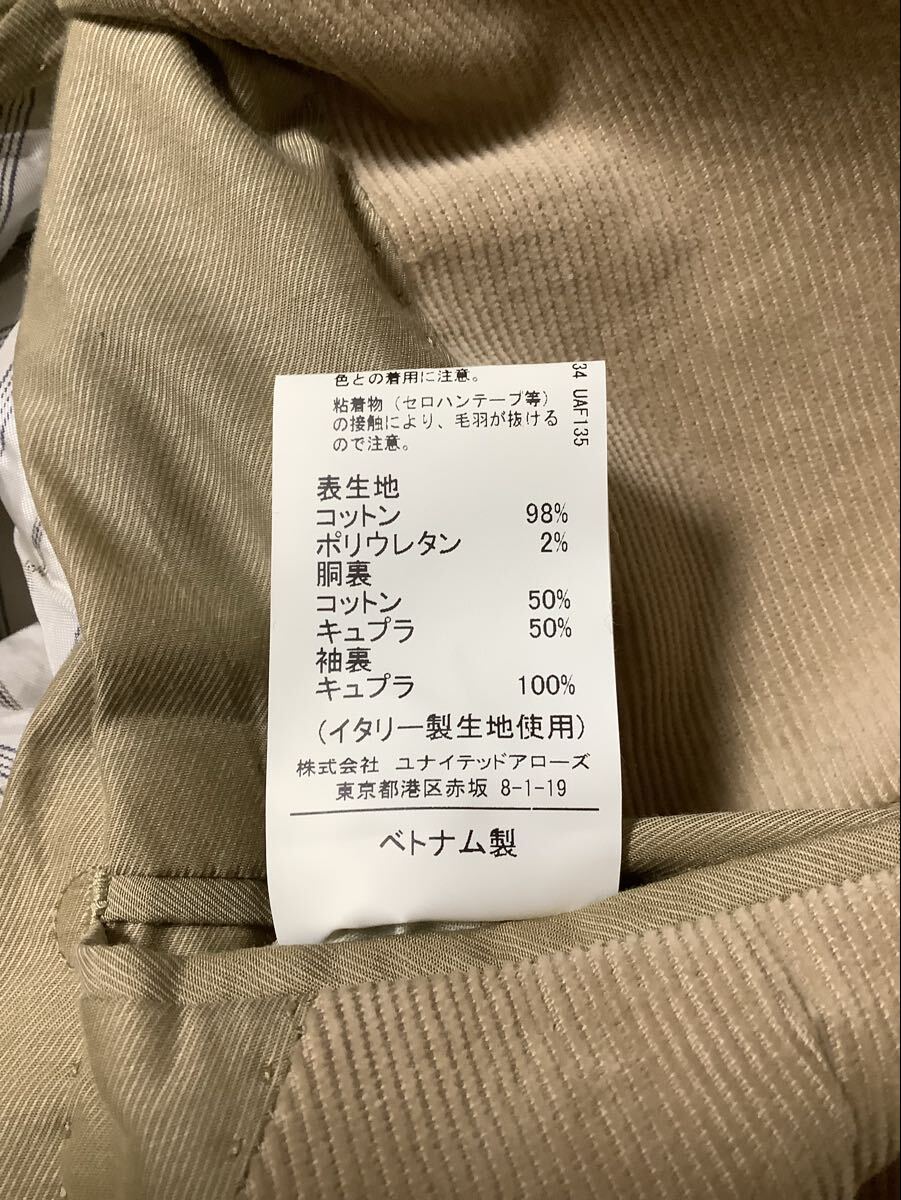 色との着用に注意。
粘着物（セロハンテープ等）
の接触により、毛羽が抜ける
ので注意。
34 UAF135
表生地
コットン 98%
ポリウレタン 2%
胴裏
コットン 50%
キュプラ 50%
袖裏
キュプラ 100%
(イタリー製生地使用)
株式会社 ユナイテッドアローズ
東京都港区赤坂 8-1-19
ベトナム製